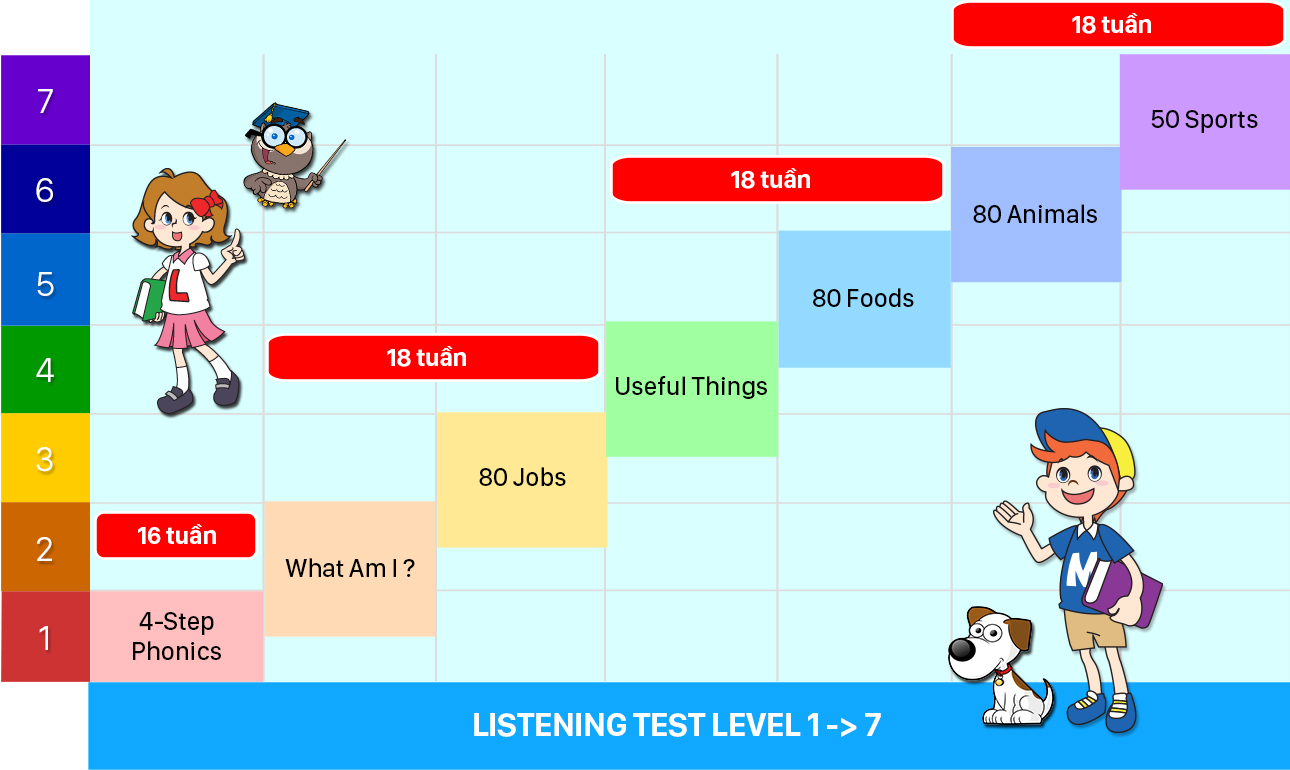 18 tuần
7
50 Sports
6
18 tuần
80 Animals
5
80 Foods
4
18 tuần
Useful Things
3
80 Jobs
2
16 tuần
What Am I ?
1
4-Step
Phonics
L
M
LISTENING TEST LEVEL 1 -> 7